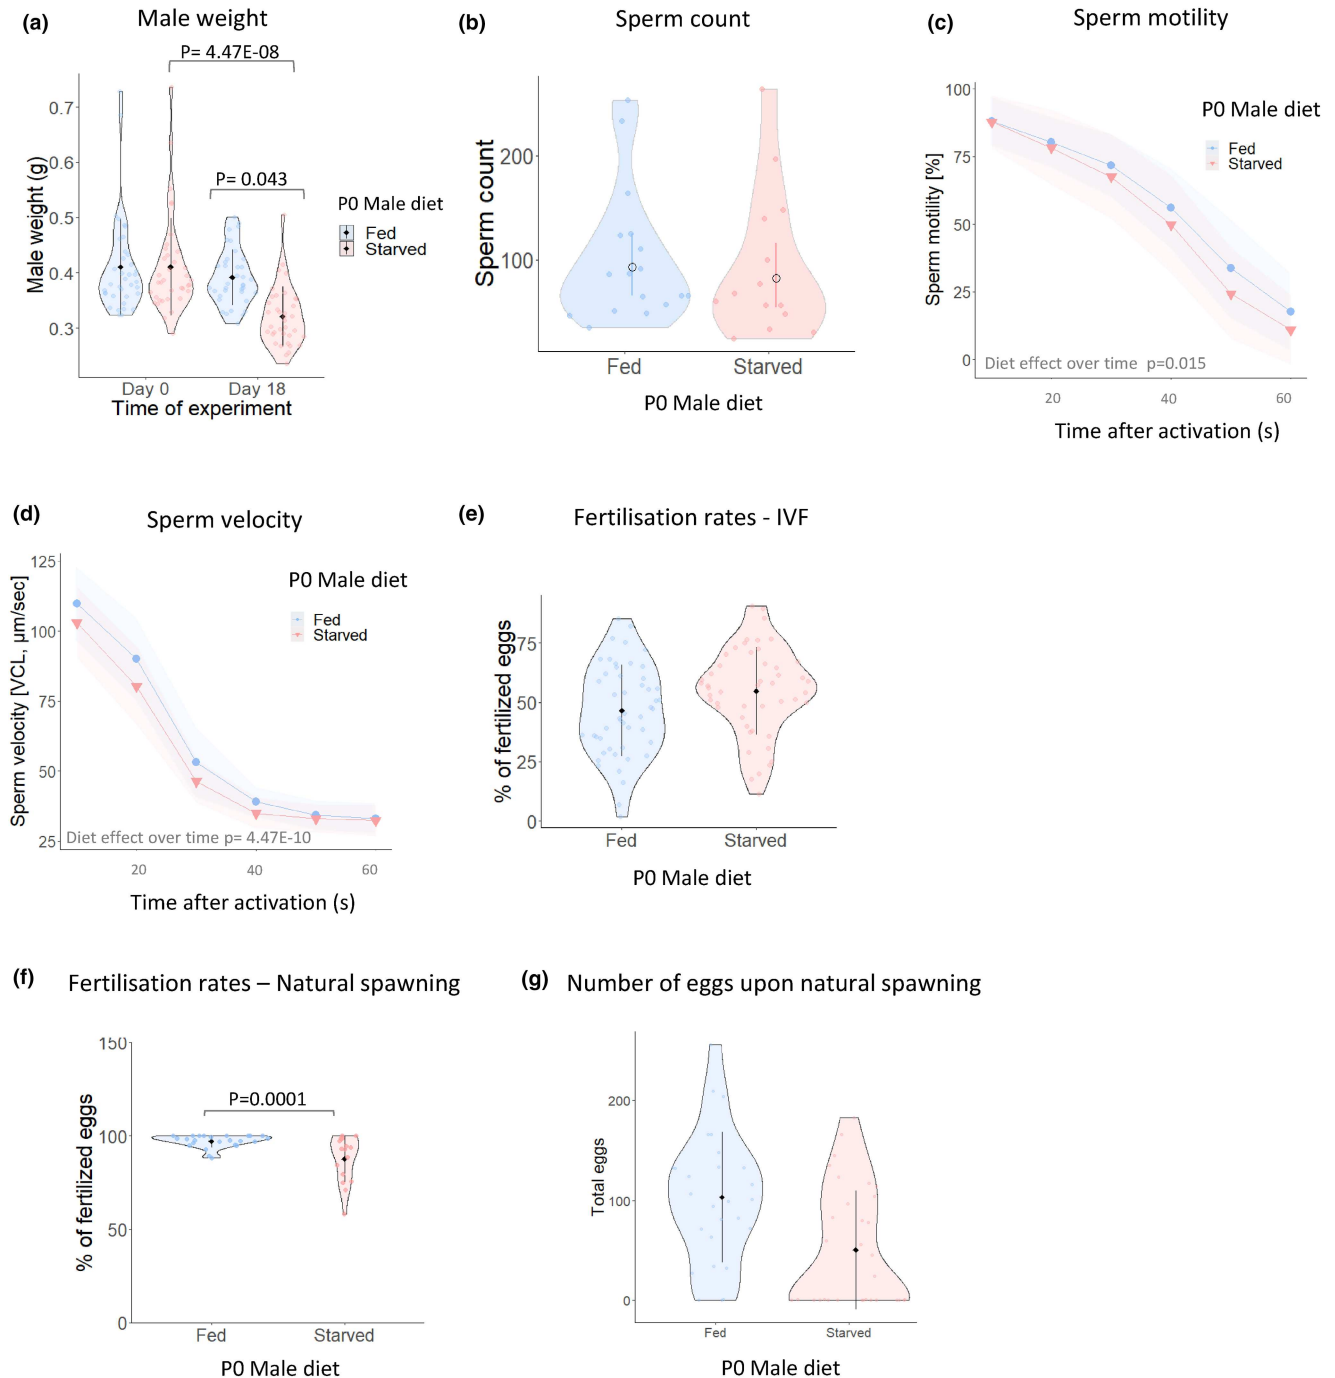 (a) Male weight
P= 4.47E-08
0.7
0.6
P= 0.043
0.5
0.4
0.3
Male weight (g)
Day 0 Day 18
Time of experiment
P0 Male diet
Fed
Starved
(b) Sperm count
200
100
Sperm count
Fed Starved
P0 Male diet
(c) Sperm motility
100
75
50
25
0
Sperm motility [%]
P0 Male diet
Fed
Starved
Diet effect over time p=0.015
20 40 60
Time after activation (s)
(d) Sperm velocity
125
100
75
50
25
Sperm velocity [VCL, µm/sec]
P0 Male diet
Fed
Starved
Diet effect over time p= 4.47E-10
20 40 60
Time after activation (s)
(e) Fertilisation rates - IVF
75
50
25
0
% of fertilized eggs
Fed Starved
P0 Male diet
(f) Fertilisation rates – Natural spawning
150
P=0.0001
100
50
0
% of fertilized eggs
Fed Starved
P0 Male diet
(g) Number of eggs upon natural spawning
200
100
0
Total eggs
Fed Starved
P0 Male diet